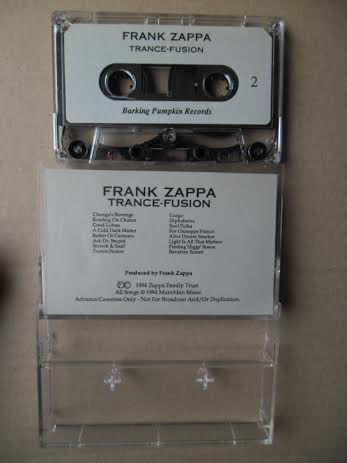 FRANK ZAPPA
TRANCE-FUSION
2
Barking Pumpkin Records
FRANK ZAPPA
TRANCE-FUSION
Chunga's Revenge
Bowling On Charen
Good Lobna
A Cold Dark Matter
Butter Or Cannons
Ask Dr. Stupid
Scratch & Stuff
Trance-Fusion
Gorgo
Diplodocus
Soul Polka
For Giuseppe Franco
After Dinner Smoker
Light Is All That Matters
Finding Higgs' Boson
Bavarian Sunset
Produced by Frank Zappa
Ⓟ© 1994 Zappa Family Trust
All Songs © 1994 Munchkin Music
Advance Cassettes Only - Not For Broadcast And/Or Duplication.